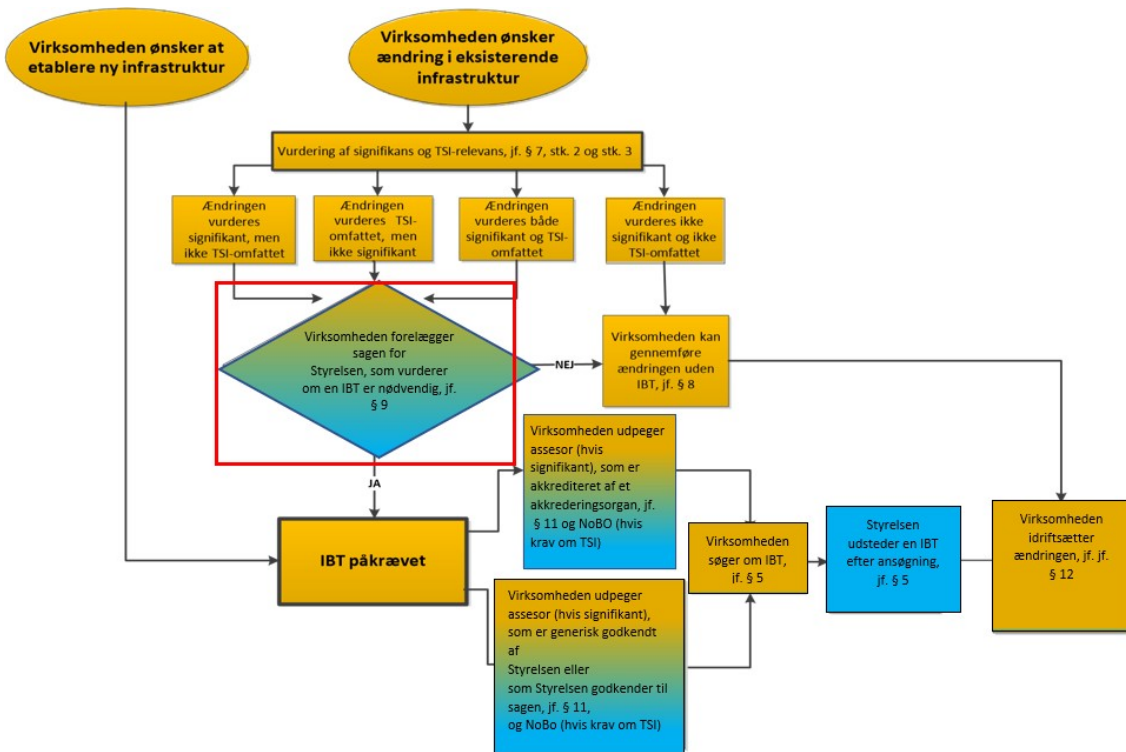 Virksomheden ønsker at
etablere ny infrastruktur
Virksomheden ønsker
ændring i eksisterende
infrastruktur
Vurdering af signifikans og TSI-relevans, jf. § 7, stk. 2 og stk. 3
Ændringen
vurderes
signifikant, men
ikke TSI-omfattet
Ændringen
vurderes TSI-
omfattet, men
ikke signifikant
Ændringen
vurderes både
signifikant og TSI-
omfattet
Ændringen
vurderes ikke
signifikant og ikke
TSI-omfattet
Virksomheden forelægger
sagen for
Styrelsen, som vurderer
om en IBT er nødvendig, jf.
§ 9
NEJ
Virksomheden kan
gennemføre
ændringen uden
IBT, jf. § 8
JA
IBT påkrævet
Virksomheden udpeger
assesor (hvis
signifikant), som er
akkrediteret af et
akkrederingsorgan, jf.
§ 11 og NoBO (hvis
krav om TSI)
Virksomheden udpeger
assesor (hvis signifikant),
som er generisk godkendt
af
Styrelsen eller
som Styrelsen godkender til
sagen, jf. § 11,
og NoBo (hvis krav om TSI)
Virksomheden
søger om IBT,
jf. § 5
Styrelsen
udsteder en IBT
efter ansøgning,
jf. § 5
Virksomheden
idriftsætter
ændringen, jf. jf.
§ 12